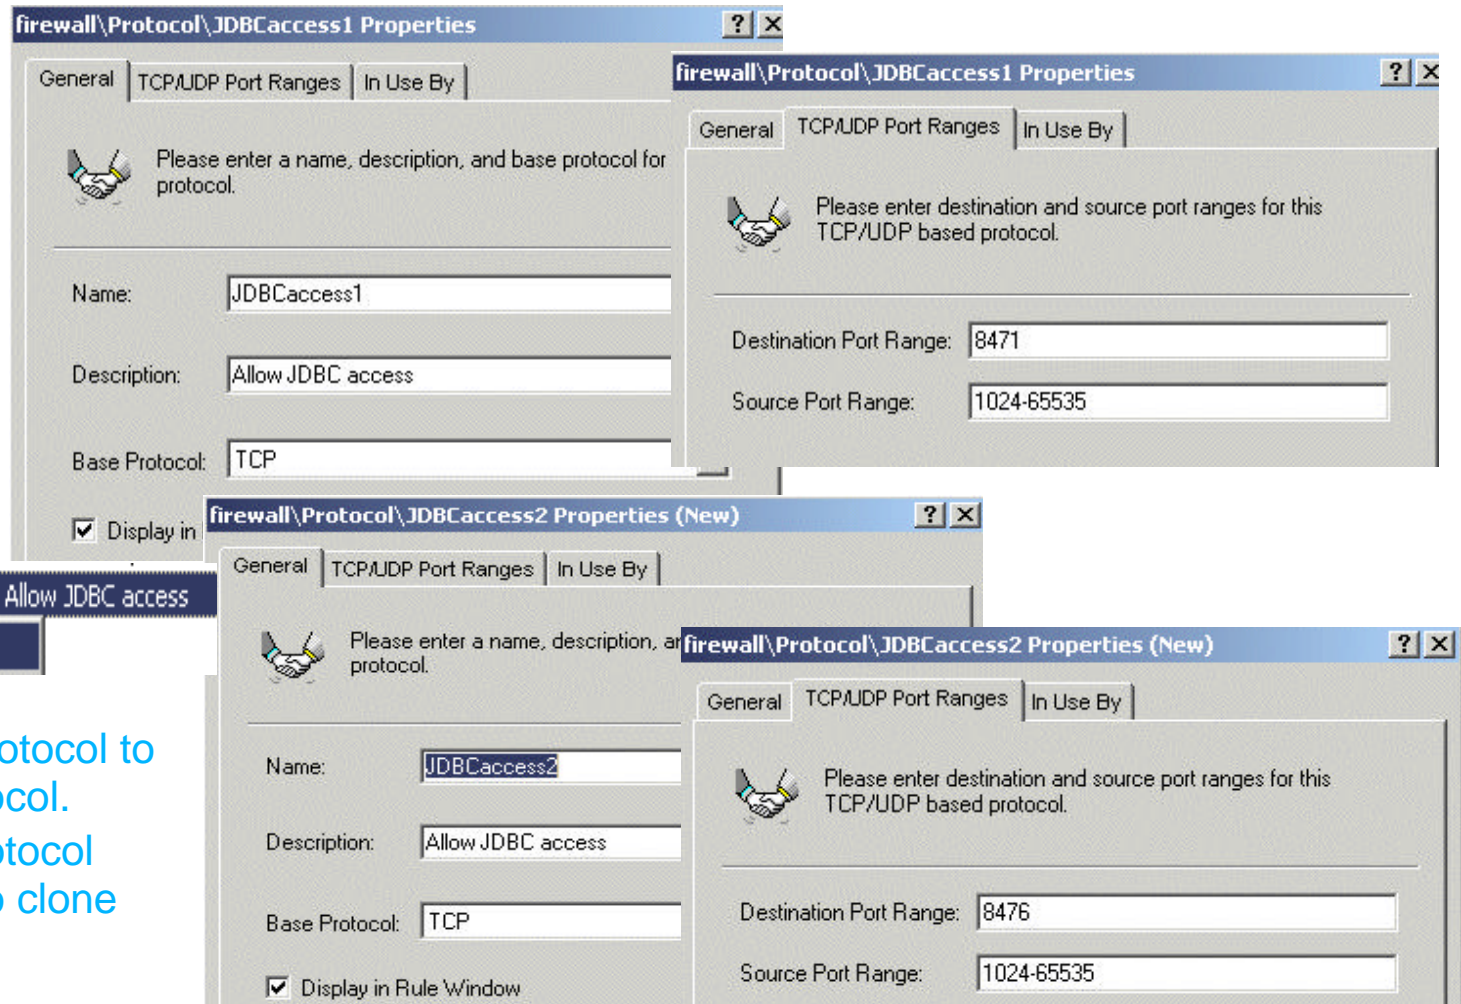 firewall\Protocol\JDBCaccess1 Properties
General TCP/UDP Port Ranges In Use By
Please enter a name, description, and base protocol for
protocol.
Name: JDBCaccess1
Description: Allow JDBC access
Base Protocol: TCP
Display in
firewall\Protocol\JDBCaccess1 Properties
General TCP/UDP Port Ranges In Use By
Please enter destination and source port ranges for this
TCP/UDP based protocol.
Destination Port Range: 8471
Source Port Range: 1024-65535
Allow JDBC access
firewall\Protocol\JDBCaccess2 Properties (New)
General TCP/UDP Port Ranges In Use By
Please enter a name, description,
protocol.
Name: JDBCaccess2
Description: Allow JDBC access
Base Protocol: TCP
Display in Rule Window
firewall\Protocol\JDBCaccess2 Properties (New)
General TCP/UDP Port Ranges In Use By
Please enter destination and source port ranges for this
TCP/UDP based protocol.
Destination Port Range: 8476
Source Port Range: 1024-65535
to
clone